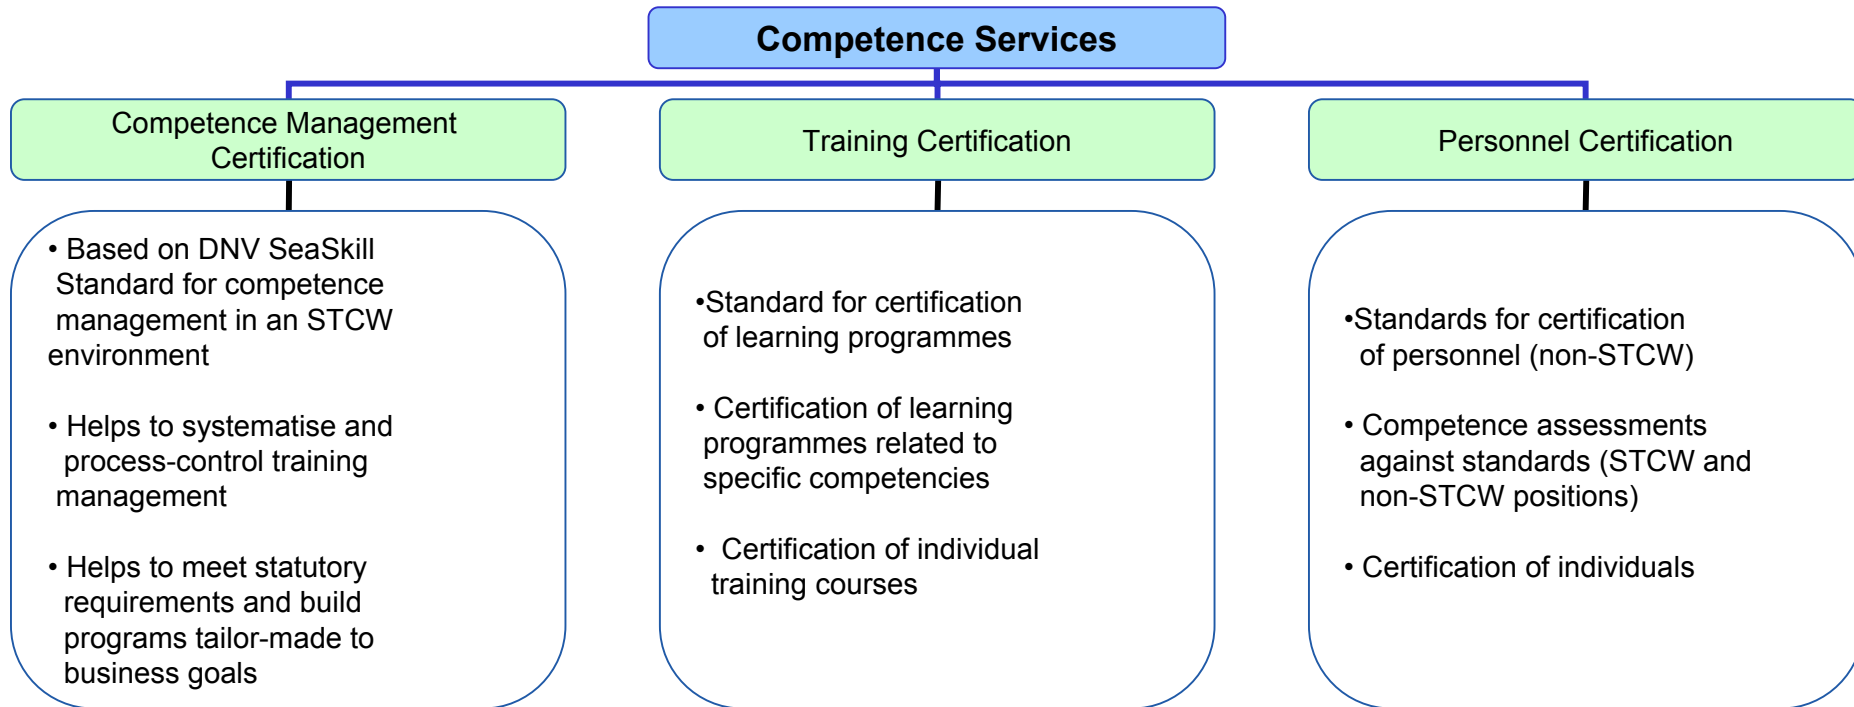 Competence Services
Competence Management
Certification
Training Certification
Personnel Certification
• Based on DNV SeaSkill
Standard for competence
management in an STCW
environment
• Helps to systematise and
process-control training
management
• Helps to meet statutory
requirements and build
programs tailor-made to
business goals
•Standard for certification
of learning programmes
• Certification of learning
programmes related to
specific competencies
• Certification of individual
training courses
•Standards for certification
of personnel (non-STCW)
• Competence assessments
against standards (STCW and
non-STCW positions)
• Certification of individuals